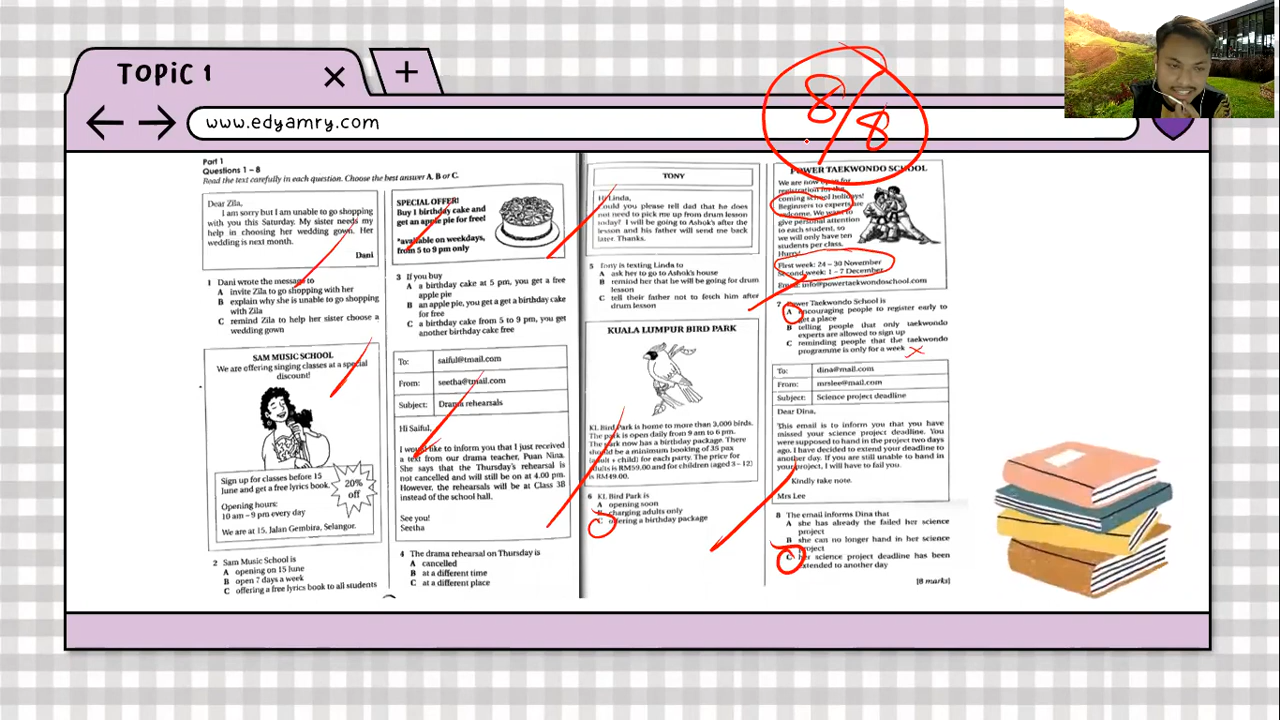 TOPIC 1
www.edyamry.com
8/8
Part 1
Questions 1 – 8
Read the text carefully in each question. Choose the best answer A, B or C.
Dear Zila,
I am sorry but I am unable to go shopping
with you this Saturday. My sister needs my
help in choosing her wedding gown. Her
wedding is next month.
Dani
1 Dani wrote the message to
A invite Zila to go shopping with her
B explain why she is unable to go shopping
with Zila
C remind Zila to help her sister choose a
wedding gown
SAM MUSIC SCHOOL
We are offering singing classes at a special
discount!
Sign up for classes before 15
June and get a free lyrics book.
Opening hours:
10 am – 9 pm every day
We are at 15, Jalan Gembira, Selangor.
20%
off
2 Sam Music School is
A opening on 15 June
B open 7 days a week
C offering a free lyrics book to all students
SPECIAL OFFER!
Buy 1 birthday cake and
get an apple pie for free!
*available on weekdays,
from 5 to 9 pm only
3 If you buy
A a birthday cake at 5 pm, you get a free
apple pie
B an apple pie, you get a get a birthday cake
for free
C a birthday cake from 5 to 9 pm, you get
another birthday cake free
To: saiful@tmail.com
From: seetha@tmail.com
Subject: Drama rehearsals
Hi Saiful,
I would like to inform you that I just received
a text from our drama teacher, Puan Nina.
She says that the Thursday's rehearsal is
not cancelled and will still be on at 4.00 pm.
However, the rehearsals will be at Class 3B
instead of the school hall.
See you!
Seetha
4 The drama rehearsal on Thursday is
A cancelled
B at a different time
C at a different place
TONY
Hi Linda,
Could you please tell dad that he does
not need to pick me up from drum lesson
today? I will be going to Ashok's after the
lesson and his father will send me back
later. Thanks.
5 Tony is texting Linda to
A ask her to go to Ashok's house
B remind her that he will be going for drum
lesson
C tell their father not to fetch him after
drum lesson
KUALA LUMPUR BIRD PARK
KL Bird Park is home to more than 3,000 birds.
The park is open daily from 9 am to 6 pm.
The park now has a birthday package. There
should be a minimum booking of 35 pax
(adult + child) for each party. The price for
adults is RM59.00 and for children (aged 3 – 12)
is RM49.00.
6 KL Bird Park is
A opening soon
B charging adults only
C offering a birthday package
POWER TAEKWONDO SCHOOL
We are now open for
registration for the
coming school holidays!
Beginners to experts are
welcome. We want to
give personal attention
to each student, so
we will only have ten
students per class.
Hurry!
First week: 24 – 30 November
Second week: 1 – 7 December
Email: info@powertaekwondoschool.com
7 Power Taekwondo School is
A encouraging people to register early to
get a place
B telling people that only taekwondo
experts are allowed to sign up
C reminding people that the taekwondo
programme is only for a week
To: dina@mail.com
From: mrslee@mail.com
Subject: Science project deadline
Dear Dina,
This email is to inform you that you have
missed your science project deadline. You
were supposed to hand in the project two days
ago. I have decided to extend your deadline to
another day. If you are still unable to hand in
your project, I will have to fail you.
Kindly take note.
Mrs Lee
8 The email informs Dina that
A she has already the failed her science
project
B she can no longer hand in her science
project
C her science project deadline has been
extended to another day
[8 marks]